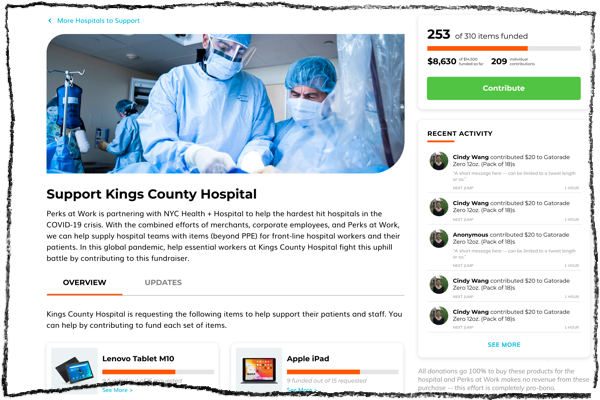 More Hospitals to Support
Support Kings County Hospital
Perks at Work is partnering with NYC Health + Hospital to help the hardest hit hospitals in the
COVID-19 crisis. With the combined efforts of merchants, corporate employees, and Perks at Work,
we can help supply hospital teams with items (beyond PPE) for front-line hospital workers and their
patients. In this global pandemic, help essential workers at Kings County Hospital fight this uphill
battle by contributing to this fundraiser.
OVERVIEW UPDATES
Kings County Hospital is requesting the following items to help support their patients and staff. You
can help by contributing to fund each set of items.
Lenovo Tablet M10
requested
See More >
Apple iPad
9 funded out of 15 requested
See More >
253 of 310 items funded
$8,630 of $14,500 funded so far 209 individual contributions
Contribute
RECENT ACTIVITY
Cindy Wang contributed $20 to Gatorade
Zero 12oz. (Pack of 18)s
"A short message here — can be limited to a tweet length
or so."
NEXT JUMP 1 HOUR
Cindy Wang contributed $20 to Gatorade
Zero 12oz. (Pack of 18)s
NEXT JUMP 1 HOUR
Anonymous contributed $20 to Gatorade
Zero 12oz. (Pack of 18)s
"A short message here — can be limited to a tweet length
or so."
NEXT JUMP 1 HOUR
Cindy Wang contributed $20 to Gatorade
Zero 12oz. (Pack of 18)s
NEXT JUMP 1 HOUR
Cindy Wang contributed $20 to Gatorade
Zero 12oz. (Pack of 18)s
NEXT JUMP 1 HOUR
SEE MORE
All donations go 100% to buy these products for the
hospital and Perks at Work makes no revenue from these
purchase — this effort is completely pro-bono.